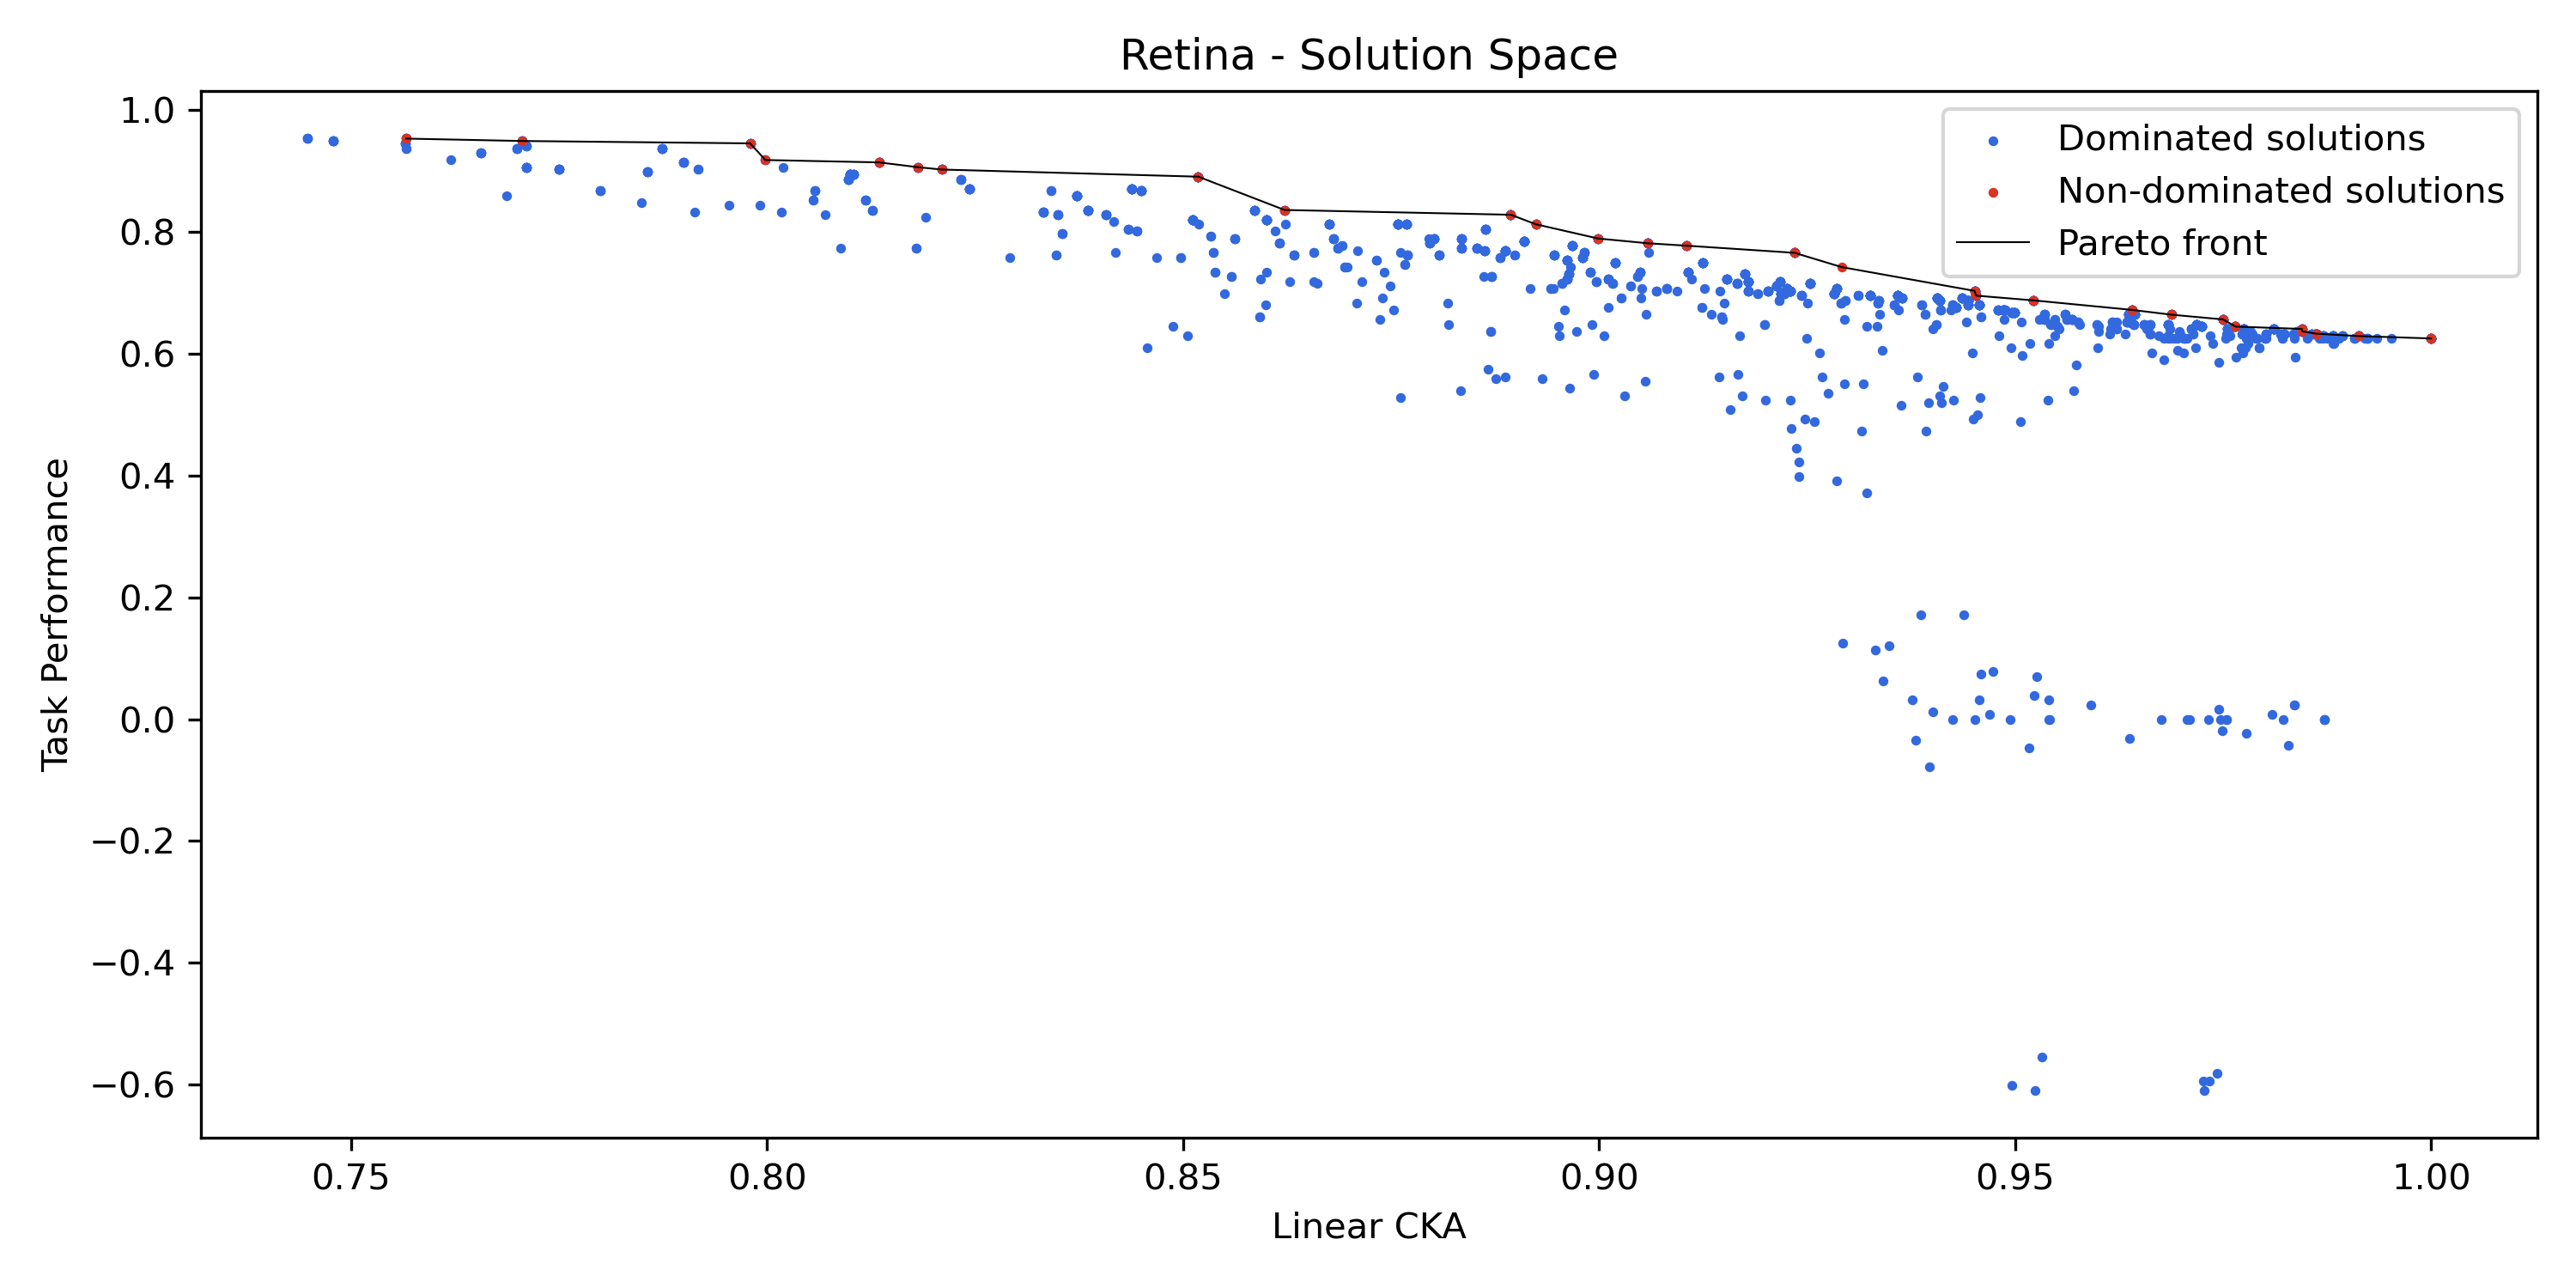 Retina - Solution Space
Dominated solutions
Non-dominated solutions
Pareto front
Task Performance
1.0
0.8
0.6
0.4
0.2
0.0
−0.2
−0.4
−0.6
0.75 0.80 0.85 0.90 0.95 1.00
Linear CKA